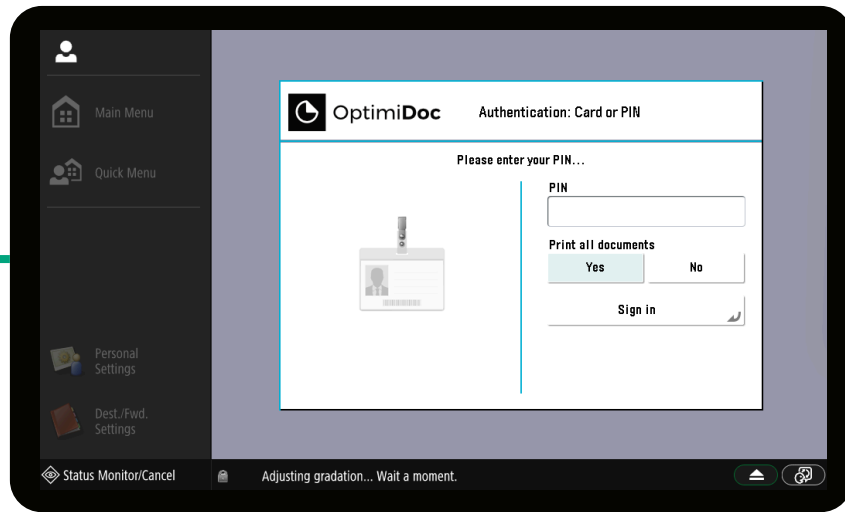 Main Menu
Quick Menu
Personal
Settings
Dest./Fwd.
Settings
OptimiDoc
Authentication: Card or PIN
Please enter your PIN...
PIN
Print all documents
Yes
No
Sign in
Status Monitor/Cancel
Adjusting gradation... Wait a moment.